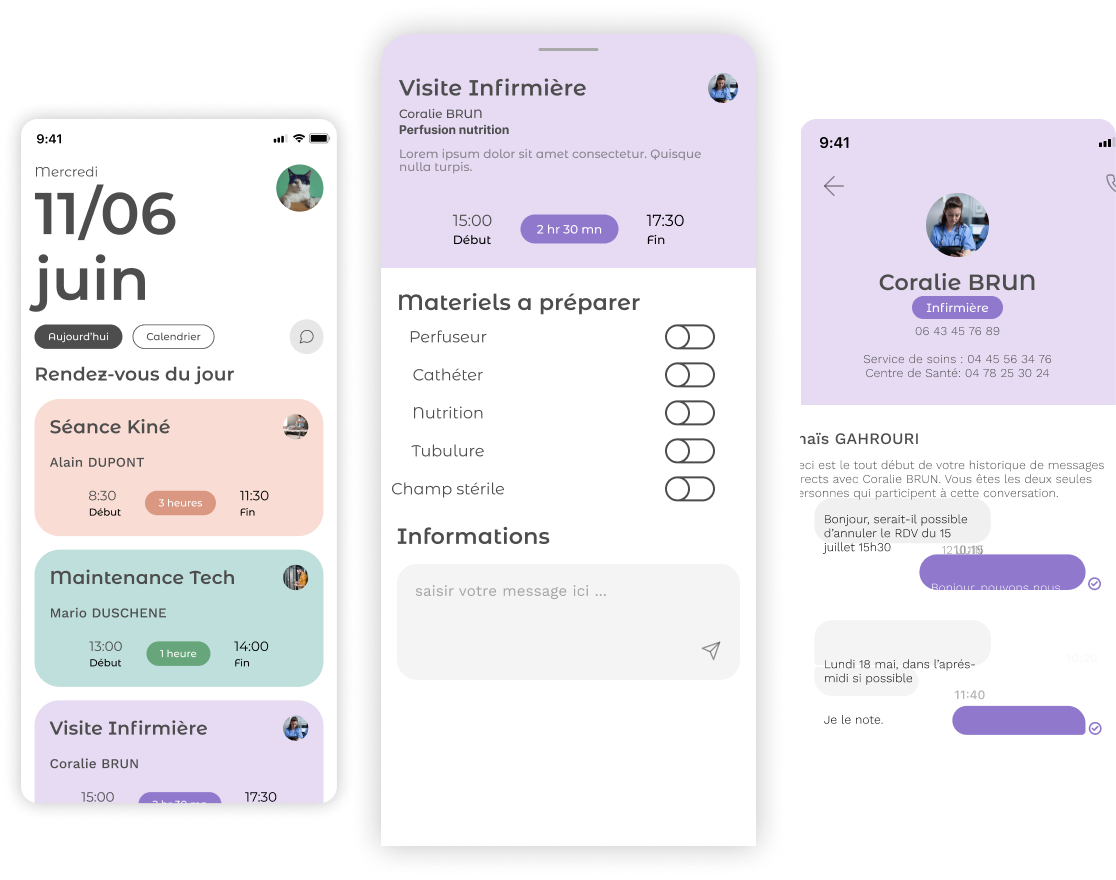 9:41
Mercredi
11/06
juin
Aujourd'hui
Calendrier
Rendez-vous du jour
Séance Kiné
Alain DUPONT
8:30
3 heures
11:30
Début
Fin
Maintenance Tech
Mario DUSCHENE
13:00
1 heure
14:00
Début
Fin
Visite Infirmière
Coralie BRUN
15:00
2 hr 30 mn
17:30
Visite Infirmière
Coralie BRUN
Perfusion nutrition
Lorem ipsum dolor sit amet consectetur. Quisque
nulla turpis.
15:00
2 hr 30 mn
17:30
Début
Fin
Materiels a préparer
Perfuseur
Cathéter
Nutrition
Tubulure
Champ stérile
Informations
saisir votre message ici ...
9:41
Coralie BRUN
Infirmière
06 43 45 76 89
Service de soins : 04 45 56 34 76
Centre de Santé: 04 78 25 30 24
naïs GAHROURI
eci est le tout début de votre historique de messages
rects avec Coralie BRUN. Vous êtes les deux seules
ersonnes qui participent à cette conversation.
Bonjour, serait-il possible
d'annuler le RDV du 15
juillet 15h30
10:15
Bonjour, pouvons nous
10:20
Lundi 18 mai, dans l'aprés-
midi si possible
11:40
Je le note.